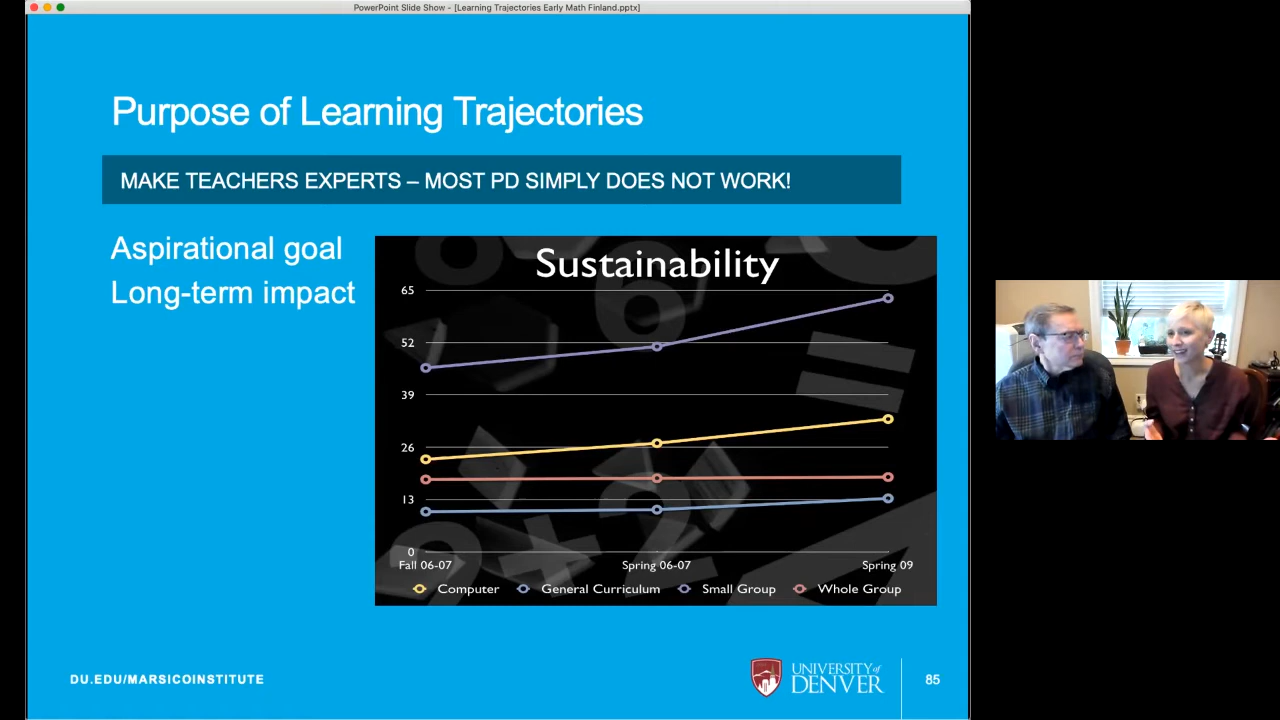 PowerPoint Slide Show - [Learning Trajectories Early Math Finland.pptx]
Purpose of Learning Trajectories
MAKE TEACHERS EXPERTS – MOST PD SIMPLY DOES NOT WORK!
Aspirational goal
Long-term impact
Sustainability
65
52
39
26
13
0
Fall 06-07 Spring 06-07 Spring 09
Computer General Curriculum Small Group Whole Group
DU.EDU/MARSICOINSTITUTE
UNIVERSITY of
DENVER
85